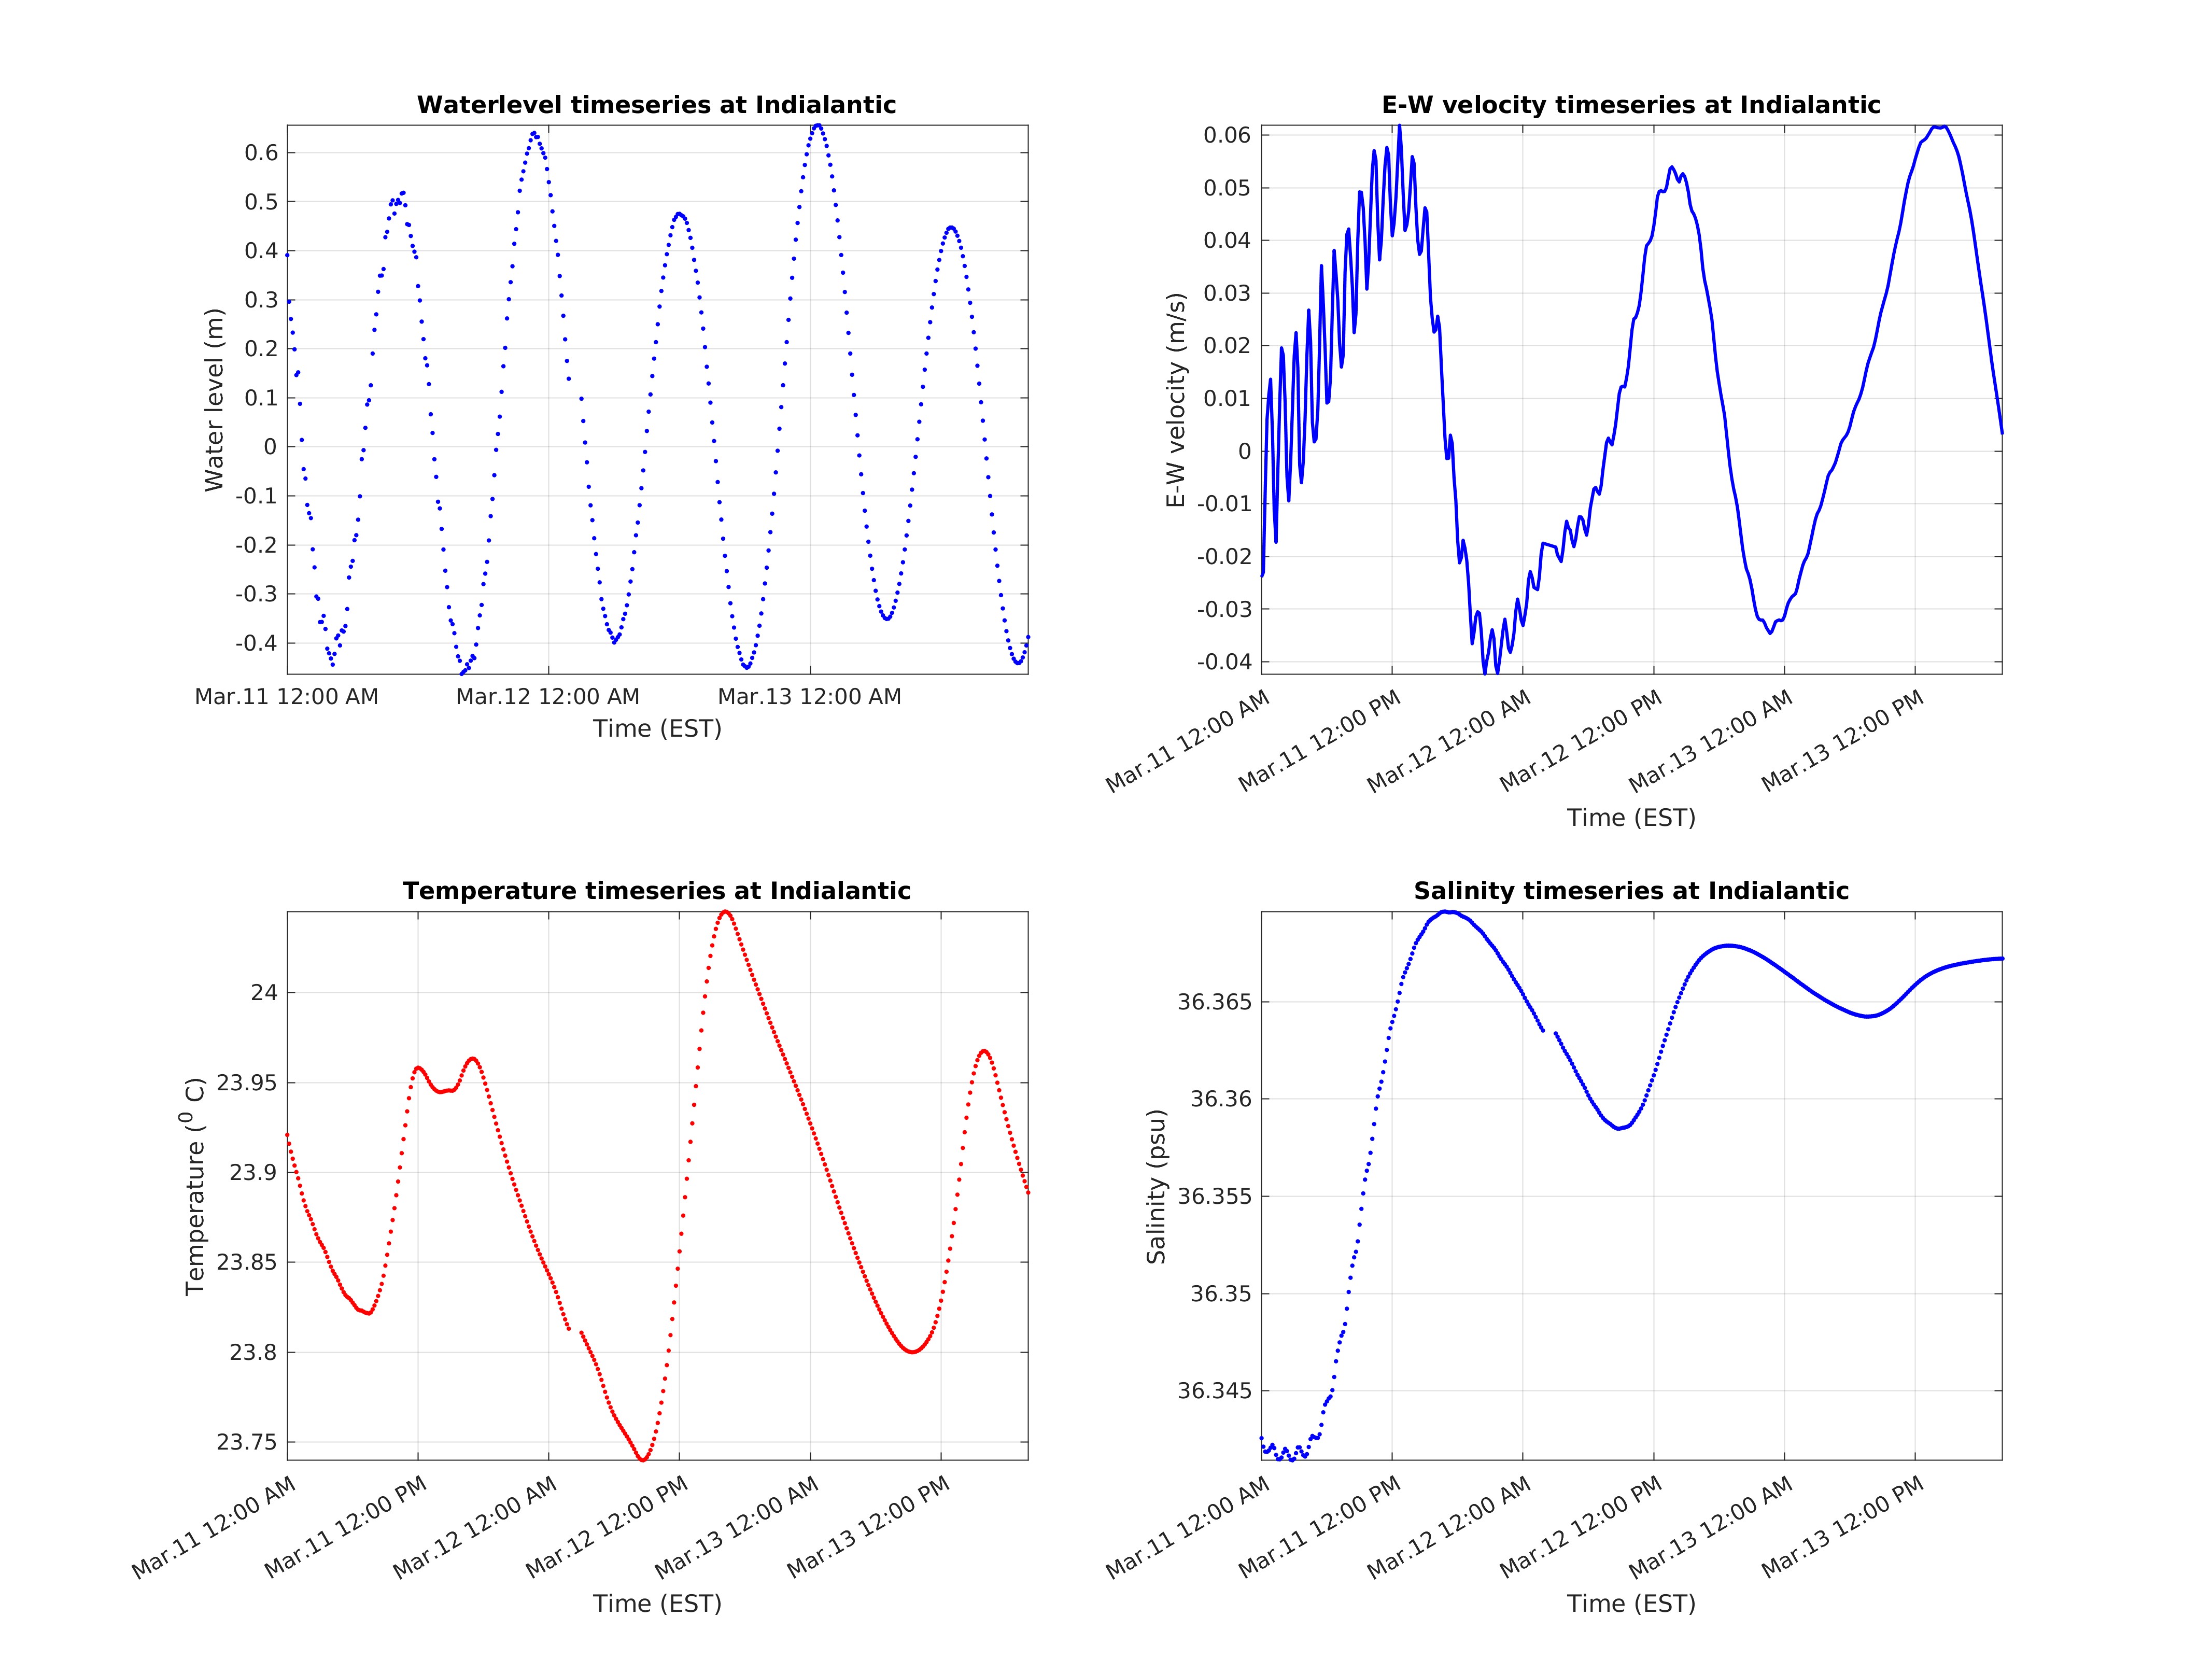 Waterlevel timeseries at Indialantic
0.6
0.5
0.4
0.3
0.2
0.1
0
-0.1
-0.2
-0.3
-0.4
Water level (m)
Mar.11 12:00 AM
Mar.12 12:00 AM
Mar.13 12:00 AM
Time (EST)
E-W velocity timeseries at Indialantic
0.06
0.05
0.04
0.03
0.02
0.01
0
-0.01
-0.02
-0.03
-0.04
E-W velocity (m/s)
Mar.11 12:00 AM
Mar.11 12:00 PM
Mar.12 12:00 AM
Mar.12 12:00 PM
Mar.13 12:00 AM
Mar.13 12:00 PM
Time (EST)
Temperature timeseries at Indialantic
24
23.95
23.9
23.85
23.8
23.75
Temperature (⁰ C)
Mar.11 12:00 AM
Mar.11 12:00 PM
Mar.12 12:00 AM
Mar.12 12:00 PM
Mar.13 12:00 AM
Mar.13 12:00 PM
Time (EST)
Salinity timeseries at Indialantic
36.365
36.36
36.355
36.35
36.345
Salinity (psu)
Mar.11 12:00 AM
Mar.11 12:00 PM
Mar.12 12:00 AM
Mar.12 12:00 PM
Mar.13 12:00 AM
Mar.13 12:00 PM
Time (EST)